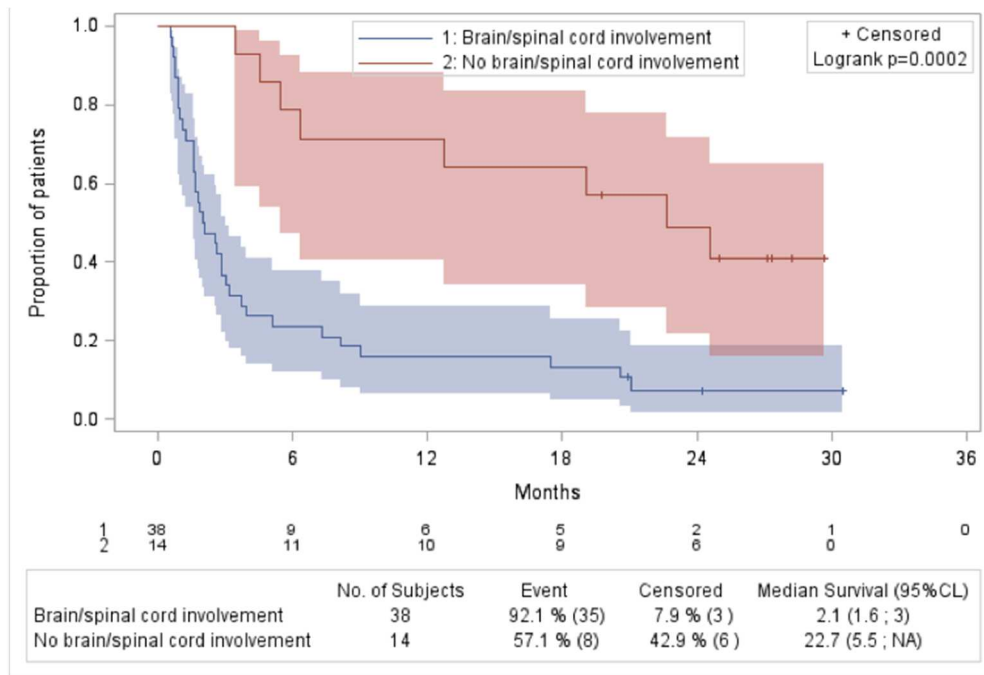 1: Brain/spinal cord involvement
2: No brain/spinal cord involvement
+ Censored
Logrank p=0.0002
Proportion of patients
1.0
0.8
0.6
0.4
0.2
0.0
0 6 12 18 24 30 36
Months
1 38 9 6 5 2 1 0
2 14 11 10 9 6 0
No. of Subjects Event Censored Median Survival (95%CL)
Brain/spinal cord involvement 38 92.1 % (35) 7.9 % (3 ) 2.1 (1.6 ; 3)
No brain/spinal cord involvement 14 57.1 % (8) 42.9 % (6 ) 22.7 (5.5 ; NA)